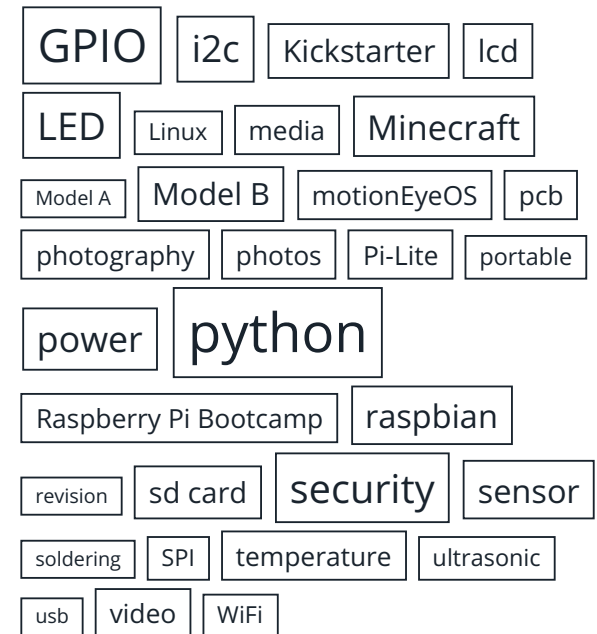 GPIO i2c Kickstarter lcd
LED Linux media Minecraft
Model A Model B motionEyeOS pcb
photography photos Pi-Lite portable
power python
Raspberry Pi Bootcamp raspbian
revision sd card security sensor
soldering SPI temperature ultrasonic
usb video WiFi